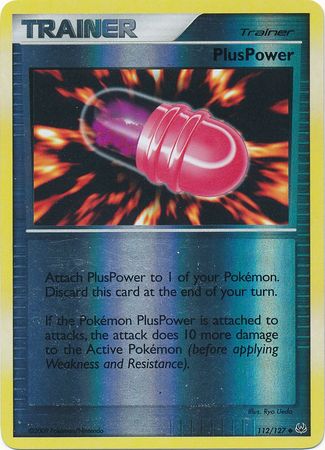 TRAINER Trainer
PlusPower
Attach PlusPower to 1 of your Pokémon.
Discard this card at the end of your turn.
If the Pokémon PlusPower is attached to
attacks, the attack does 10 more damage
to the Active Pokémon (before applying
Weakness and Resistance).
Illus. Ryo Ueda
©2009 Pokémon/Nintendo 112/127